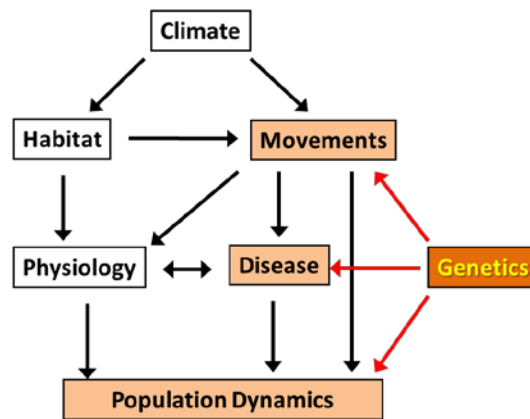 Climate
Habitat
Movements
Physiology
Disease
Genetics
Population Dynamics